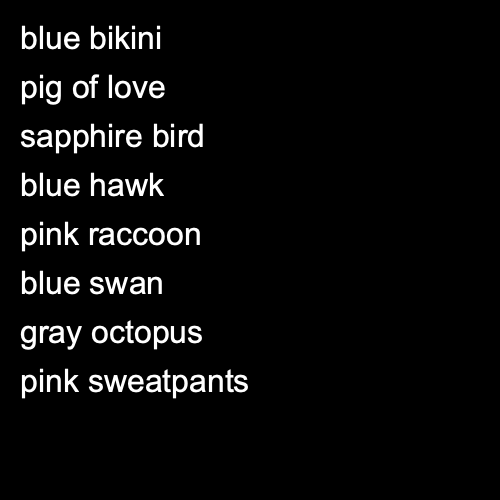 blue bikini
pig of love
sapphire bird
blue hawk
pink raccoon
blue swan
gray octopus
pink sweatpants